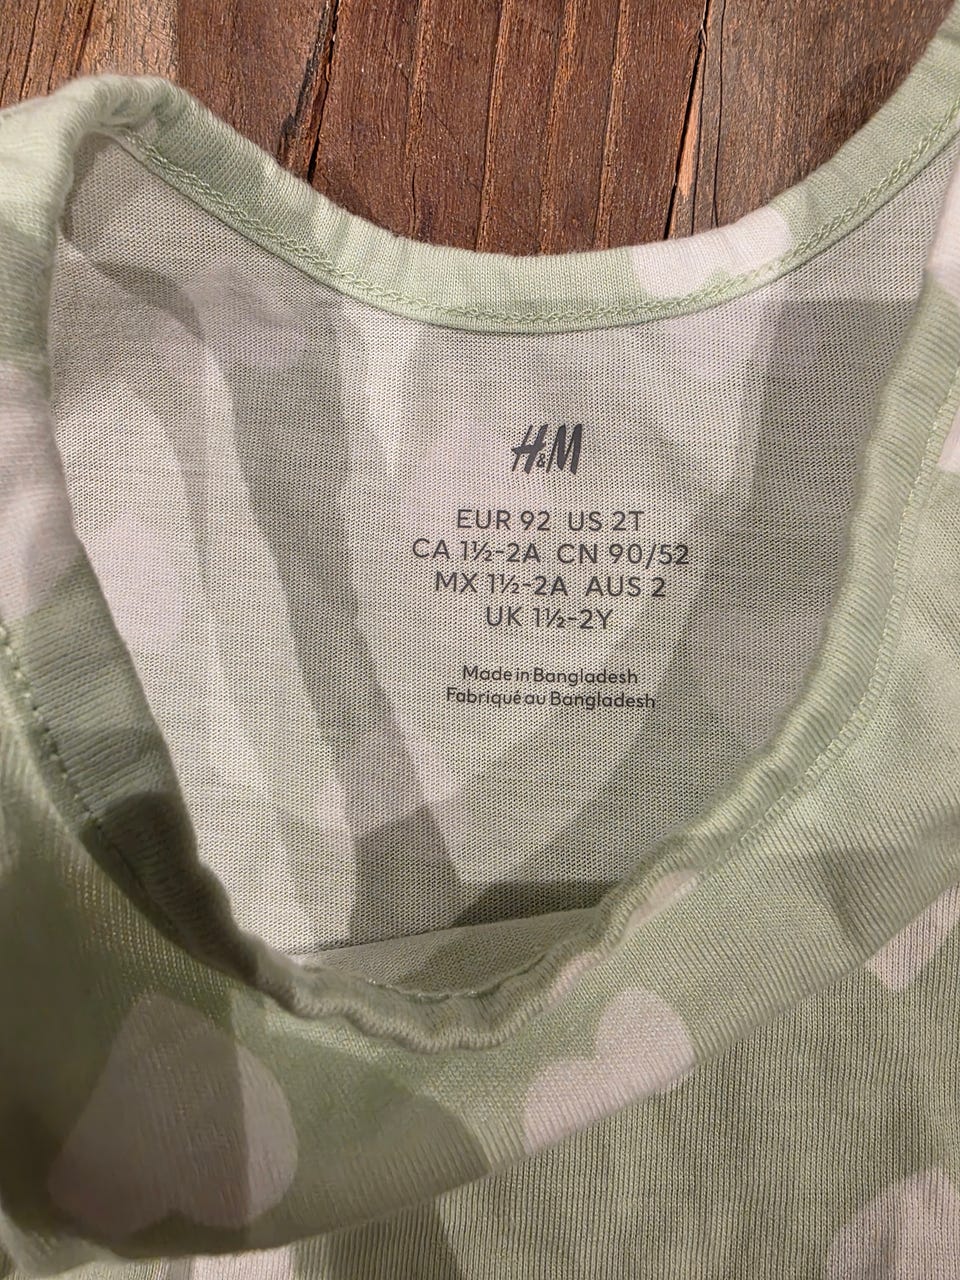 H&M
EUR 92 US 2T
CA 1½-2A CN 90/52
MX 1½-2A AUS 2
UK 1½-2Y
Made in Bangladesh
Fabriqué au Bangladesh